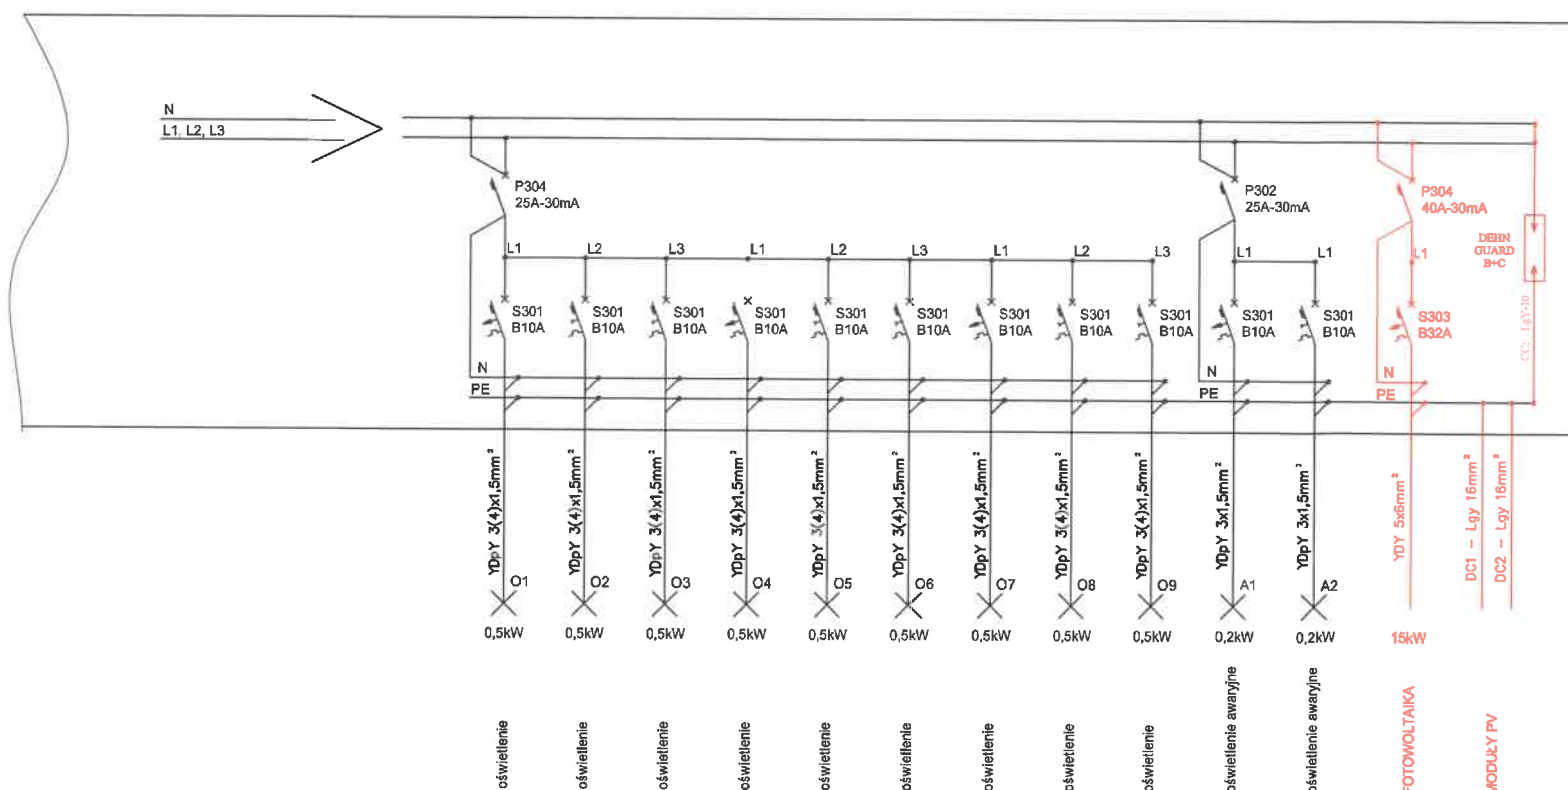 N
L1, L2, L3
P304
25A-30mA
P302
25A-30mA
P304
40A-30mA
DEHN
GUARD
B+C
L1
L2
L3
L1
L2
L3
L1
L2
L3
L1
L1
L1
S301
B10A
S301
B10A
S301
B10A
S301
B10A
S301
B10A
S301
B10A
S301
B10A
S301
B10A
S301
B10A
S301
B10A
S301
B10A
S303
B32A
CC: LgY-10
N
PE
N
PE
N
PE
YDpY 3(4)x1,5mm²
YDpY 3(4)x1,5mm²
YDpY 3(4)x1,5mm²
YDpY 3(4)x1,5mm²
YDpY 3(4)x1,5mm²
YDpY 3(4)x1,5mm²
YDpY 3(4)x1,5mm²
YDpY 3(4)x1,5mm²
YDpY 3(4)x1,5mm²
YDpY 3x1,5mm²
YDpY 3x1,5mm²
YDY 5x6mm²
DC1 - Lgy 16mm²
DC2 - Lgy 16mm²
O1
O2
O3
O4
O5
O6
O7
O8
O9
A1
A2
0,5kW
0,5kW
0,5kW
0,5kW
0,5kW
0,5kW
0,5kW
0,5kW
0,5kW
0,2kW
0,2kW
15kW
oświetlenie
oświetlenie
oświetlenie
oświetlenie
oświetlenie
oświetlenie
oświetlenie
oświetlenie
oświetlenie
oświetlenie awaryjne
oświetlenie awaryjne
FOTOWOLTAIKA
MODUŁY PV